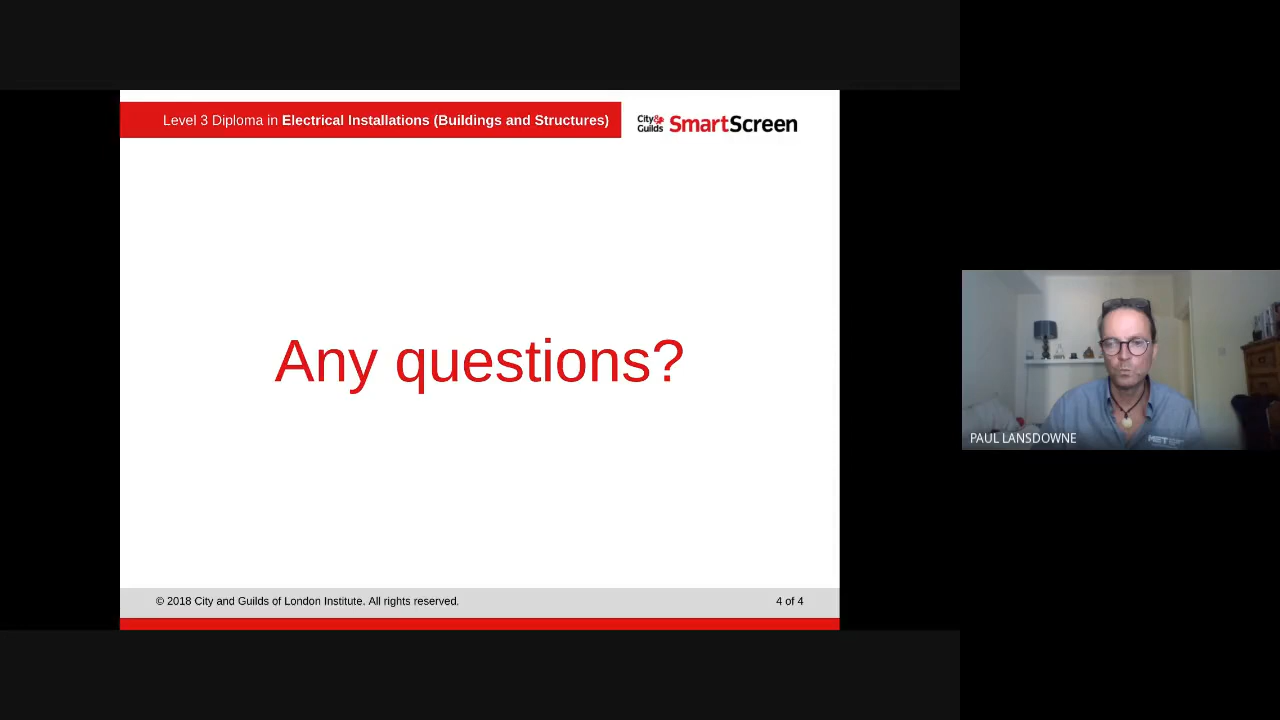 Level 3 Diploma in Electrical Installations (Buildings and Structures)
City& Guilds SmartScreen
Any questions?
PAUL LANSDOWNE
© 2018 City and Guilds of London Institute. All rights reserved.
4 of 4